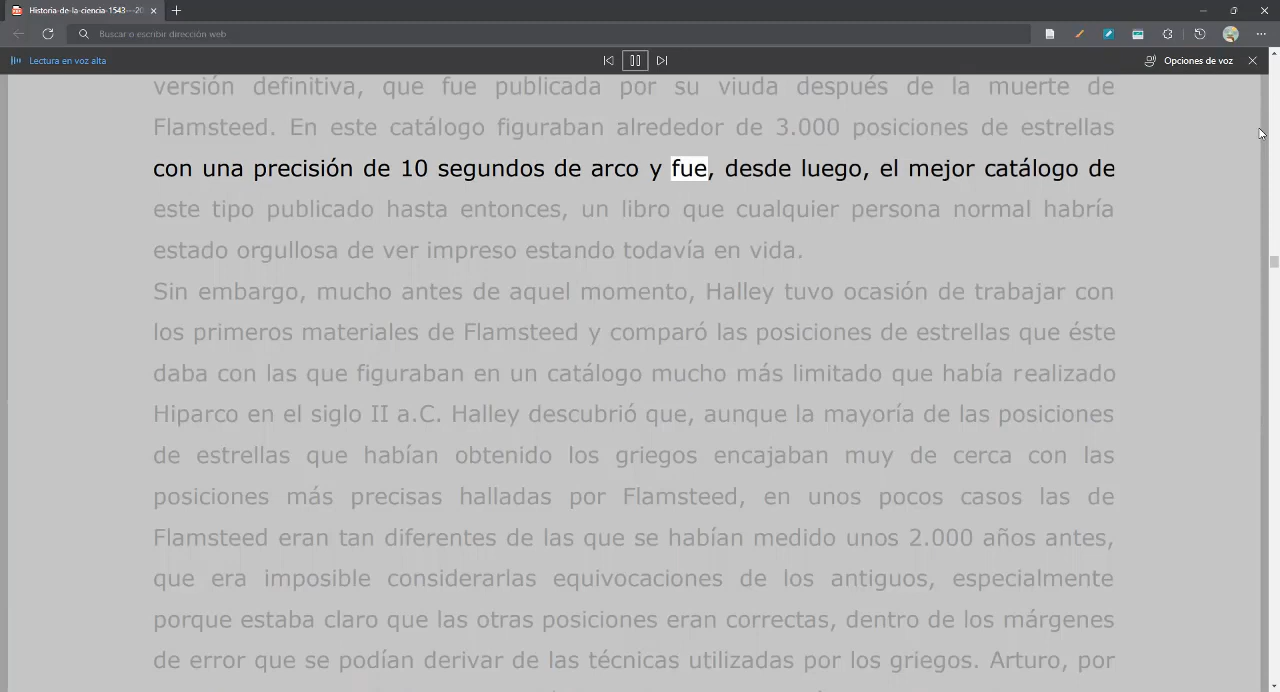 Historia-de-la-ciencia-1543---20
Buscar o escribir dirección web
Lectura en voz alta
Opciones de voz
versión definitiva, que fue publicada por su viuda después de la muerte de
Flamsteed. En este catálogo figuraban alrededor de 3.000 posiciones de estrellas
con una precisión de 10 segundos de arco y fue, desde luego, el mejor catálogo de
este tipo publicado hasta entonces, un libro que cualquier persona normal habría
estado orgullosa de ver impreso estando todavía en vida.
Sin embargo, mucho antes de aquel momento, Halley tuvo ocasión de trabajar con
los primeros materiales de Flamsteed y comparó las posiciones de estrellas que éste
daba con las que figuraban en un catálogo mucho más limitado que había realizado
Hiparco en el siglo II a.C. Halley descubrió que, aunque la mayoría de las posiciones
de estrellas que habían obtenido los griegos encajaban muy de cerca con las
posiciones más precisas halladas por Flamsteed, en unos pocos casos las de
Flamsteed eran tan diferentes de las que se habían medido unos 2.000 años antes,
que era imposible considerarlas equivocaciones de los antiguos, especialmente
porque estaba claro que las otras posiciones eran correctas, dentro de los márgenes
de error que se podían derivar de las técnicas utilizadas por los griegos. Arturo, por